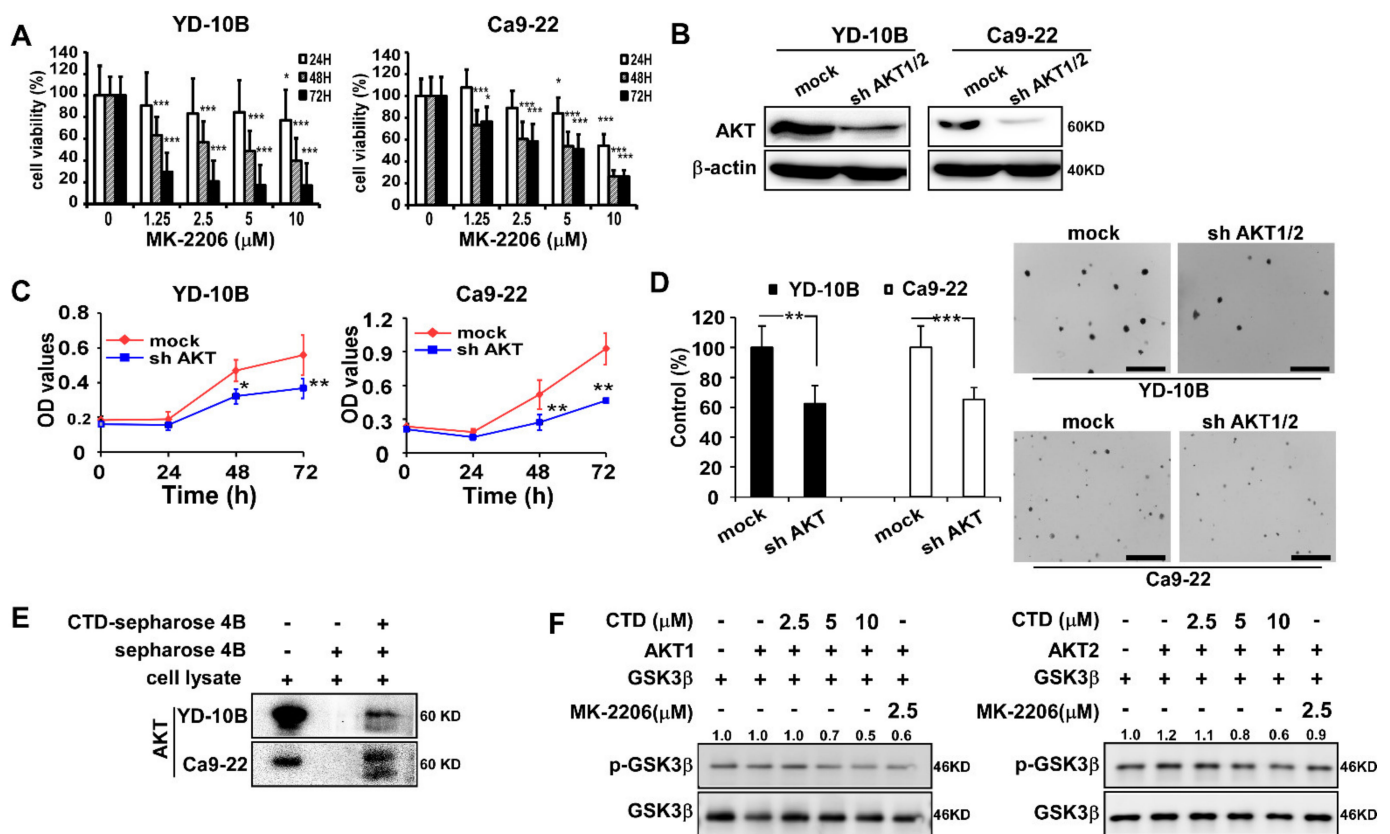 A
YD-10B
Ca9-22
cell viability (%)
140
120
100
80
60
40
20
0
24H
48H
72H
*
***
***
***
***
***
***
***
***
0 1.25 2.5 5 10
MK-2206 (μM)
cell viability (%)
140
120
100
80
60
40
20
0
24H
48H
72H
***
*
***
***
*
***
***
***
***
***
0 1.25 2.5 5 10
MK-2206 (μM)
B
YD-10B Ca9-22
mock sh AKT1/2 mock sh AKT1/2
AKT 60KD
β-actin 40KD
C
YD-10B
OD values
0.8
0.6
0.4
0.2
0
mock
sh AKT
*
**
0 24 48 72
Time (h)
Ca9-22
OD values
1.2
0.9
0.6
0.3
0
mock
sh AKT
**
**
0 24 48 72
Time (h)
D
YD-10B Ca9-22
Control (%)
120
100
80
60
40
20
0
**
***
mock sh AKT mock sh AKT
mock sh AKT1/2
YD-10B
mock sh AKT1/2
Ca9-22
E
CTD-sepharose 4B - - +
sepharose 4B - + +
cell lysate + + +
AKT
YD-10B 60 KD
Ca9-22 60 KD
F
CTD (μM) - - 2.5 5 10 -
AKT1 - + + + + +
GSK3β + + + + + +
MK-2206(μM) - - - - - 2.5
1.0 1.0 1.0 0.7 0.5 0.6
p-GSK3β 46KD
GSK3β 46KD
CTD (μM) - - 2.5 5 10 -
AKT2 - + + + + +
GSK3β + + + + + +
MK-2206(μM) - - - - - 2.5
1.0 1.2 1.1 0.8 0.6 0.9
p-GSK3β 46KD
GSK3β 46KD